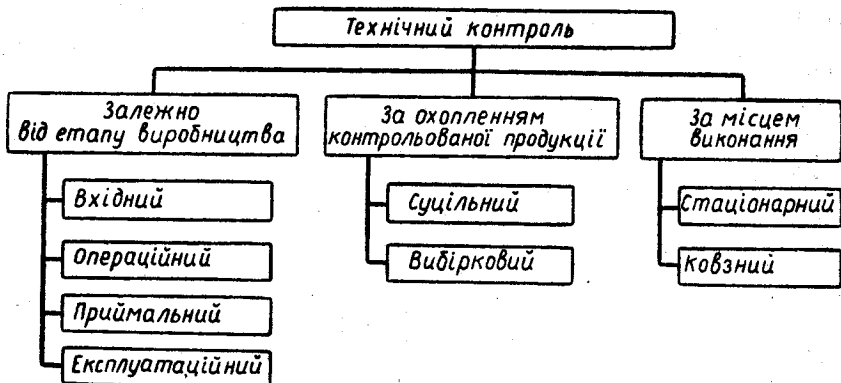 Технічний контроль
Залежно
від етапу виробництва
Вхідний
Операційний
Приймальний
Експлуатаційний
За охопленням
контрольованої продукції
Суцільний
Вибірковий
За місцем
виконання
Стаціонарний
Ковзний